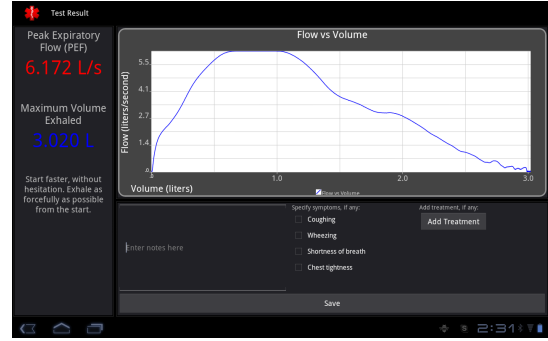 Test Result
Peak Expiratory
Flow (PEF)
6.172 L/s
Maximum Volume
Exhaled
3.020 L
Start faster, without
hesitation. Exhale as
forcefully as possible
from the start.
Flow vs Volume
Flow (liters/second)
5.5
4.1
2.7
1.4
.0
1.0
2.0
3.0
Volume (liters)
Flow vs Volume
Enter notes here
Specify symptoms, if any:
Coughing
Wheezing
Shortness of breath
Chest tightness
Add treatment, if any:
Add Treatment
Save
2:31